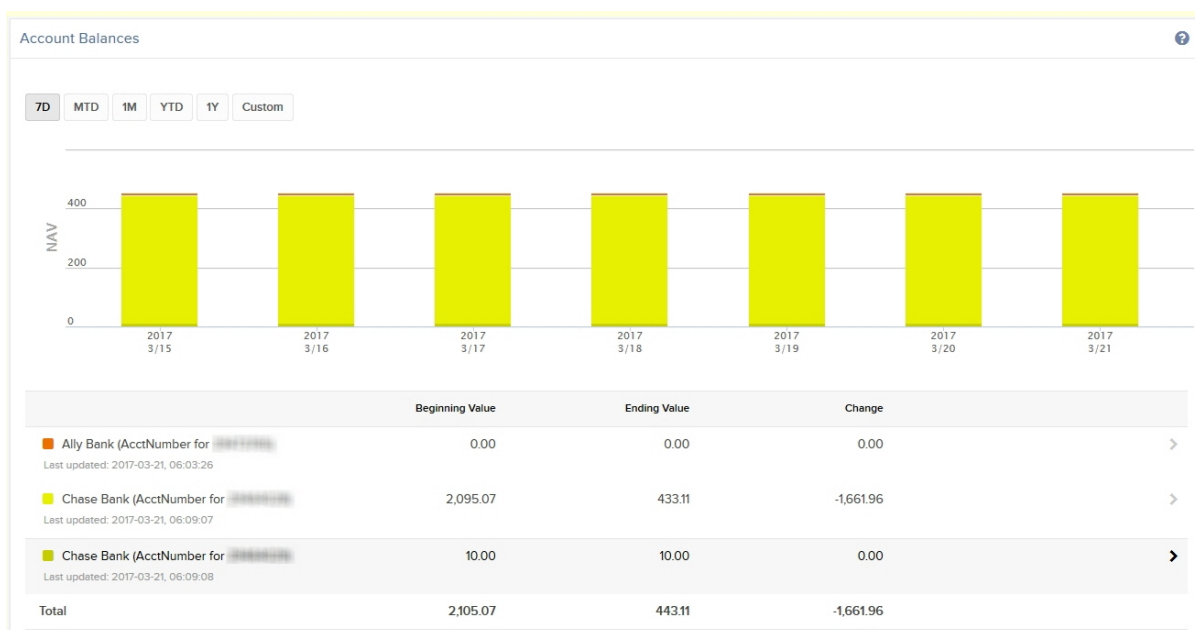 Account Balances
7D MTD 1M YTD 1Y Custom
400
NAV
200
0
2017 2017 2017 2017 2017 2017 2017
3/15 3/16 3/17 3/18 3/19 3/20 3/21
Beginning Value Ending Value Change
Ally Bank (AcctNumber for 0.00 0.00 0.00
Last updated: 2017-03-21, 06:03:26
Chase Bank (AcctNumber for 2,095.07 433.11 -1,661.96
Last updated: 2017-03-21, 06:09:07
Chase Bank (AcctNumber for 10.00 10.00 0.00
Last updated: 2017-03-21, 06:09:08
Total 2,105.07 443.11 -1,661.96